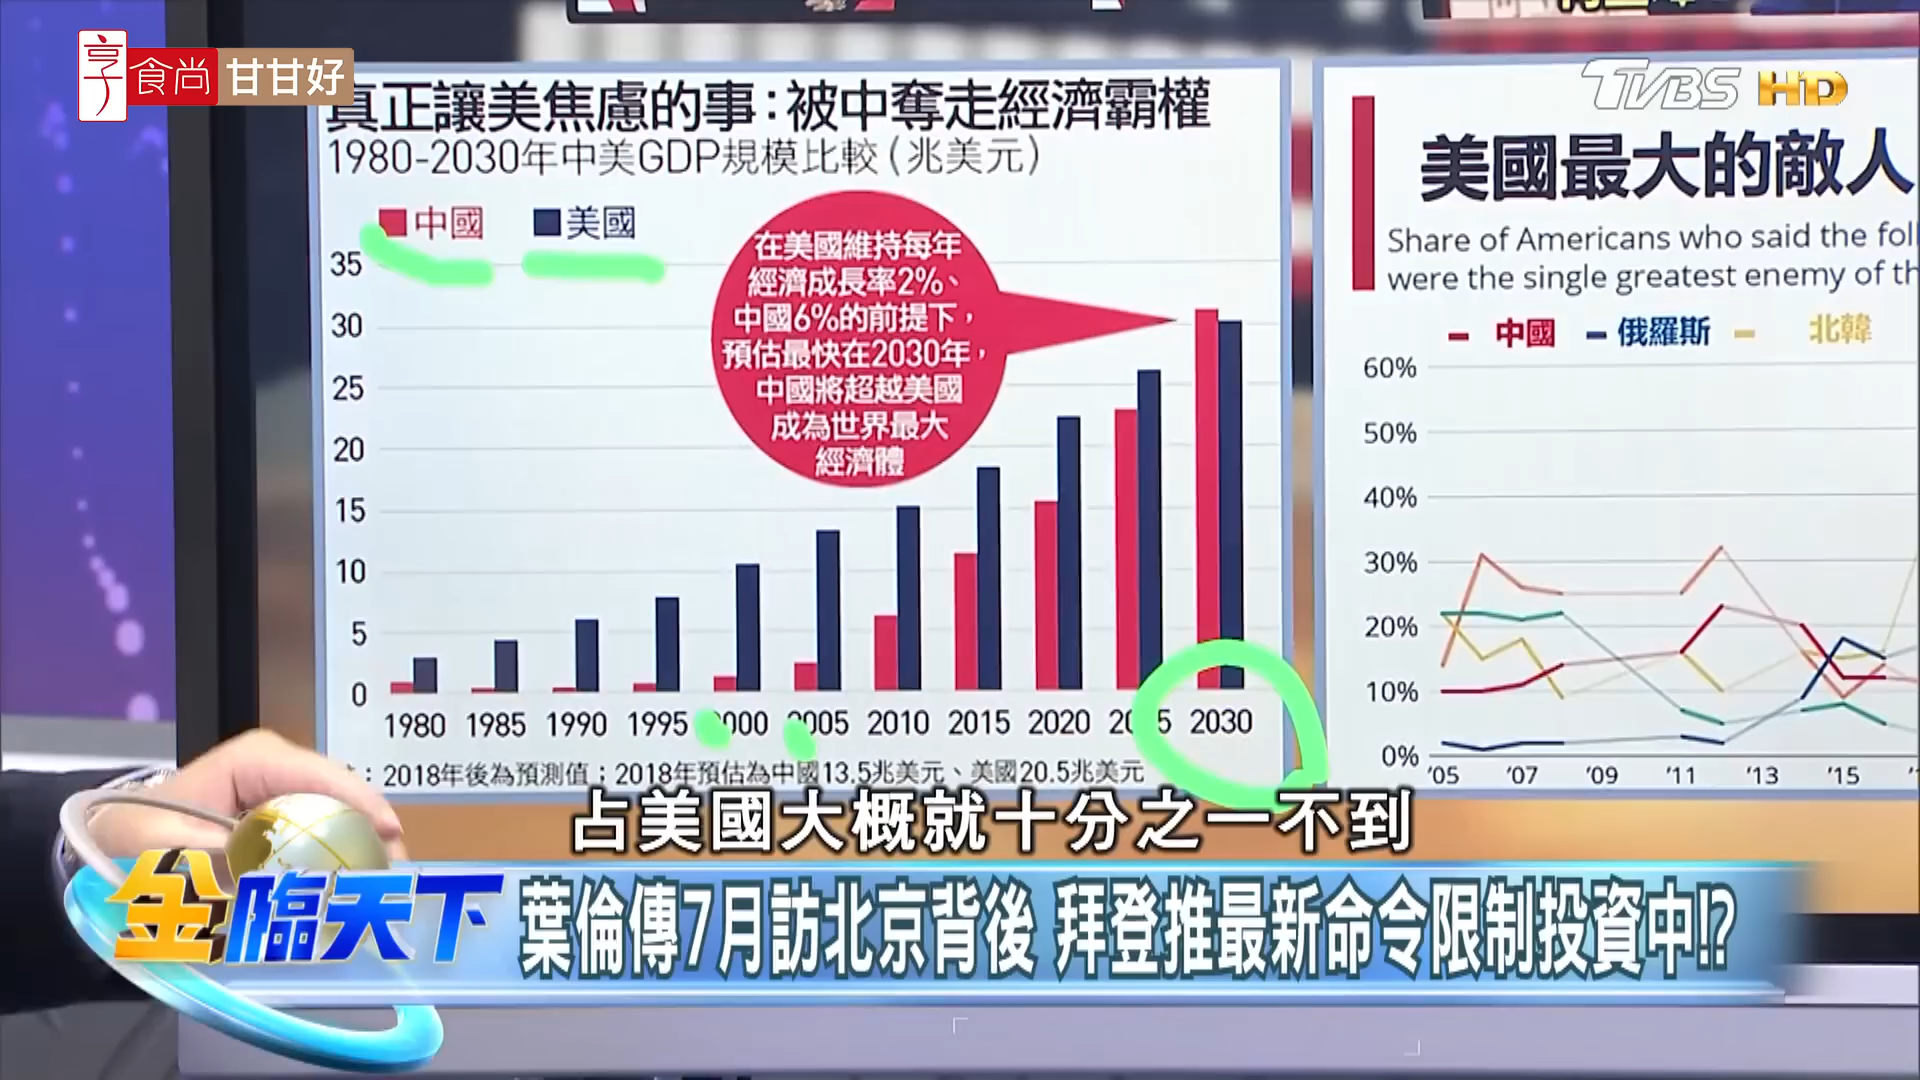 享食尚 甘甘好
TVBS HD
真正讓美焦慮的事：被中奪走經濟霸權
1980-2030年中美GDP規模比較（兆美元）
中國 美國
在美國維持每年
經濟成長率2%、
中國6%的前提下，
預估最快在2030年，
中國將超越美國
成為世界最大
經濟體
35
30
25
20
15
10
5
0
1980 1985 1990 1995 2000 2005 2010 2015 2020 2025 2030
：2018年後為預測值；2018年預估為中國13.5兆美元、美國20.5兆美元
美國最大的敵人
Share of Americans who said the
were the single greatest enemy of
中國 俄羅斯 北韓
60%
50%
40%
30%
20%
10%
0%
'05 '07 '09 '11 '13 '15
占美國大概就十分之一不到
金臨天下
葉倫傳7月訪北京背後 拜登推最新命令限制投資中!?